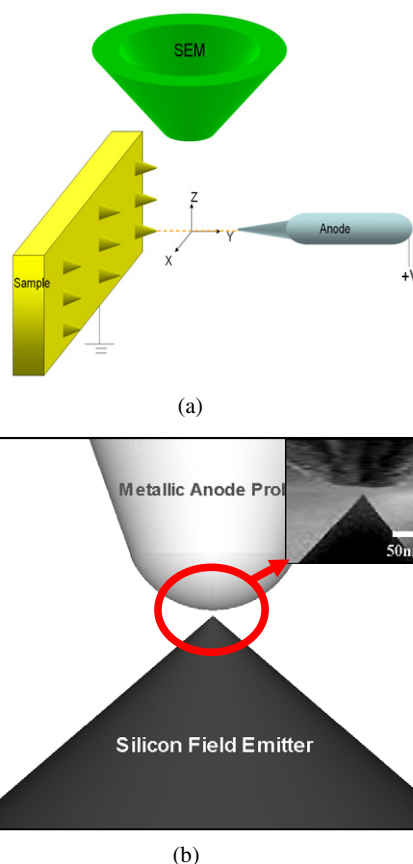 SEM
Z
Y
X
Anode
Sample
+V
(a)
Metallic Anode Prob
50n
Silicon Field Emitter
(b)